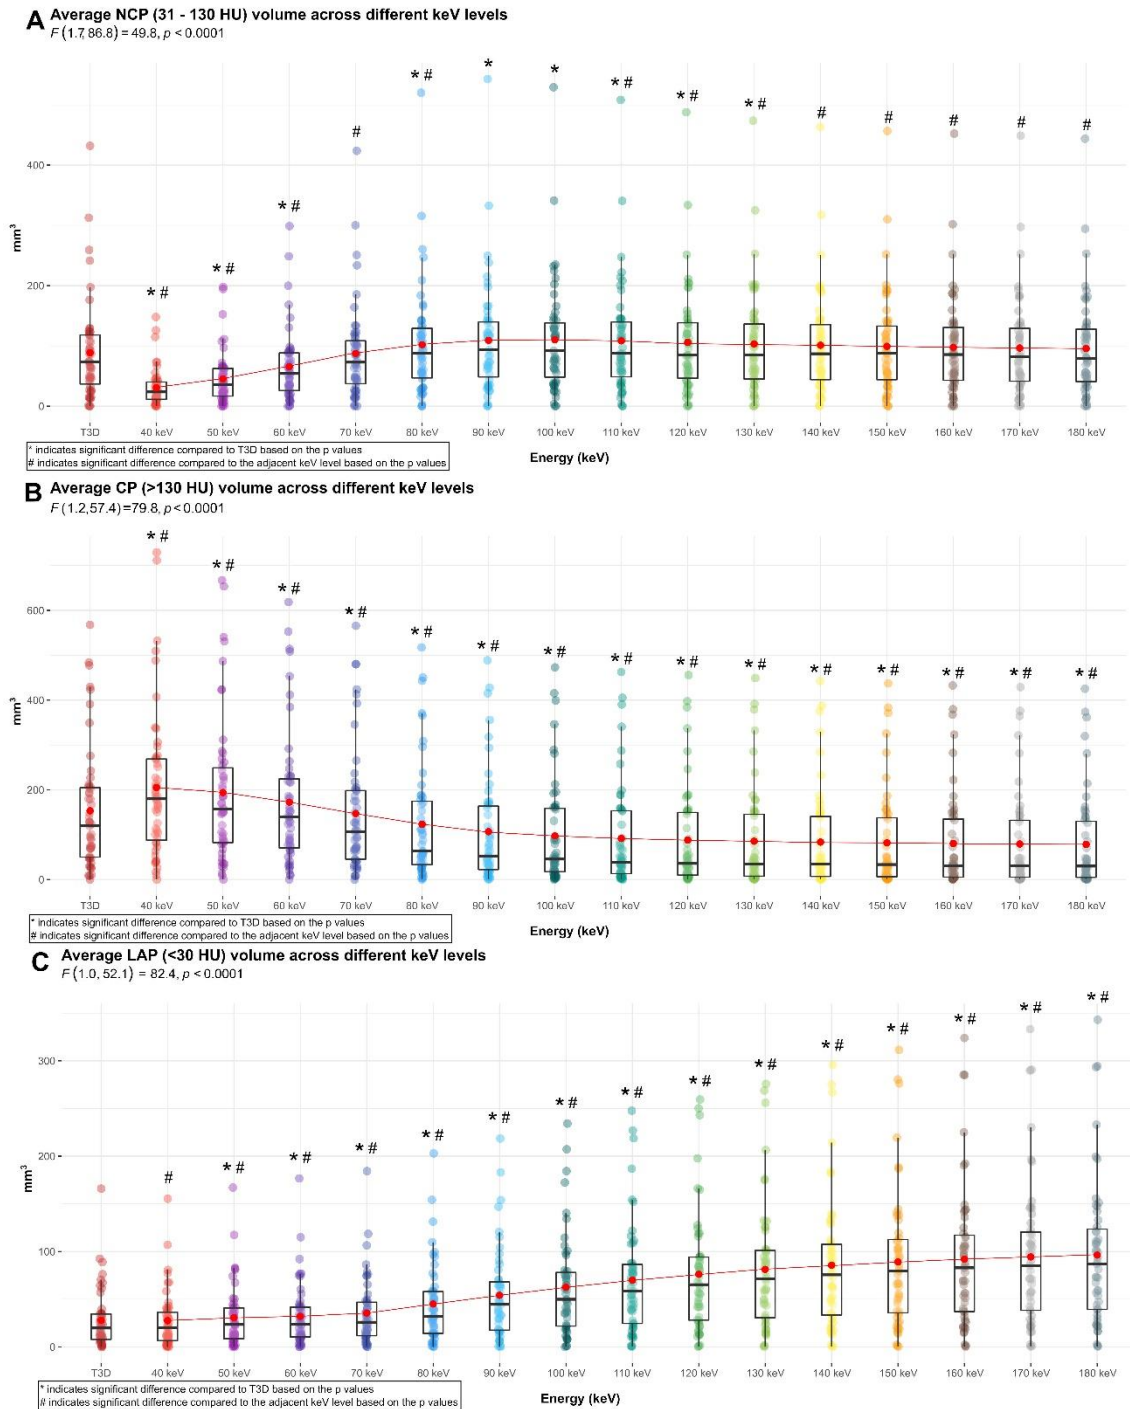 A Average NCP (31 - 130 HU) volume across different keV levels
F (1.7, 86.8) = 49.8, p < 0.0001
* # * * * # * # * #
# # # # # #
* #
* #
* #
400
mm³
200
0
T3D 40 keV 50 keV 60 keV 70 keV 80 keV 90 keV 100 keV 110 keV 120 keV 130 keV 140 keV 150 keV 160 keV 170 keV 180 keV
* indicates significant difference compared to T3D based on the p values
# indicates significant difference compared to the adjacent keV level based on the p values
Energy (keV)
B Average CP (>130 HU) volume across different keV levels
F (1.2,57.4) =79.8, p < 0.0001
* # * # * # * # * # * # * # * # * # * # * # * # * # * # * #
600
400
mm³
200
0
T3D 40 keV 50 keV 60 keV 70 keV 80 keV 90 keV 100 keV 110 keV 120 keV 130 keV 140 keV 150 keV 160 keV 170 keV 180 keV
* indicates significant difference compared to T3D based on the p values
# indicates significant difference compared to the adjacent keV level based on the p values
Energy (keV)
C Average LAP (<30 HU) volume across different keV levels
F (1.0, 52.1) = 82.4, p < 0.0001
# * # * # * # * # * # * # * # * # * # * # * # * # * # * #
300
200
mm³
100
0
T3D 40 keV 50 keV 60 keV 70 keV 80 keV 90 keV 100 keV 110 keV 120 keV 130 keV 140 keV 150 keV 160 keV 170 keV 180 keV
* indicates significant difference compared to T3D based on the p values
# indicates significant difference compared to the adjacent keV level based on the p values
Energy (keV)